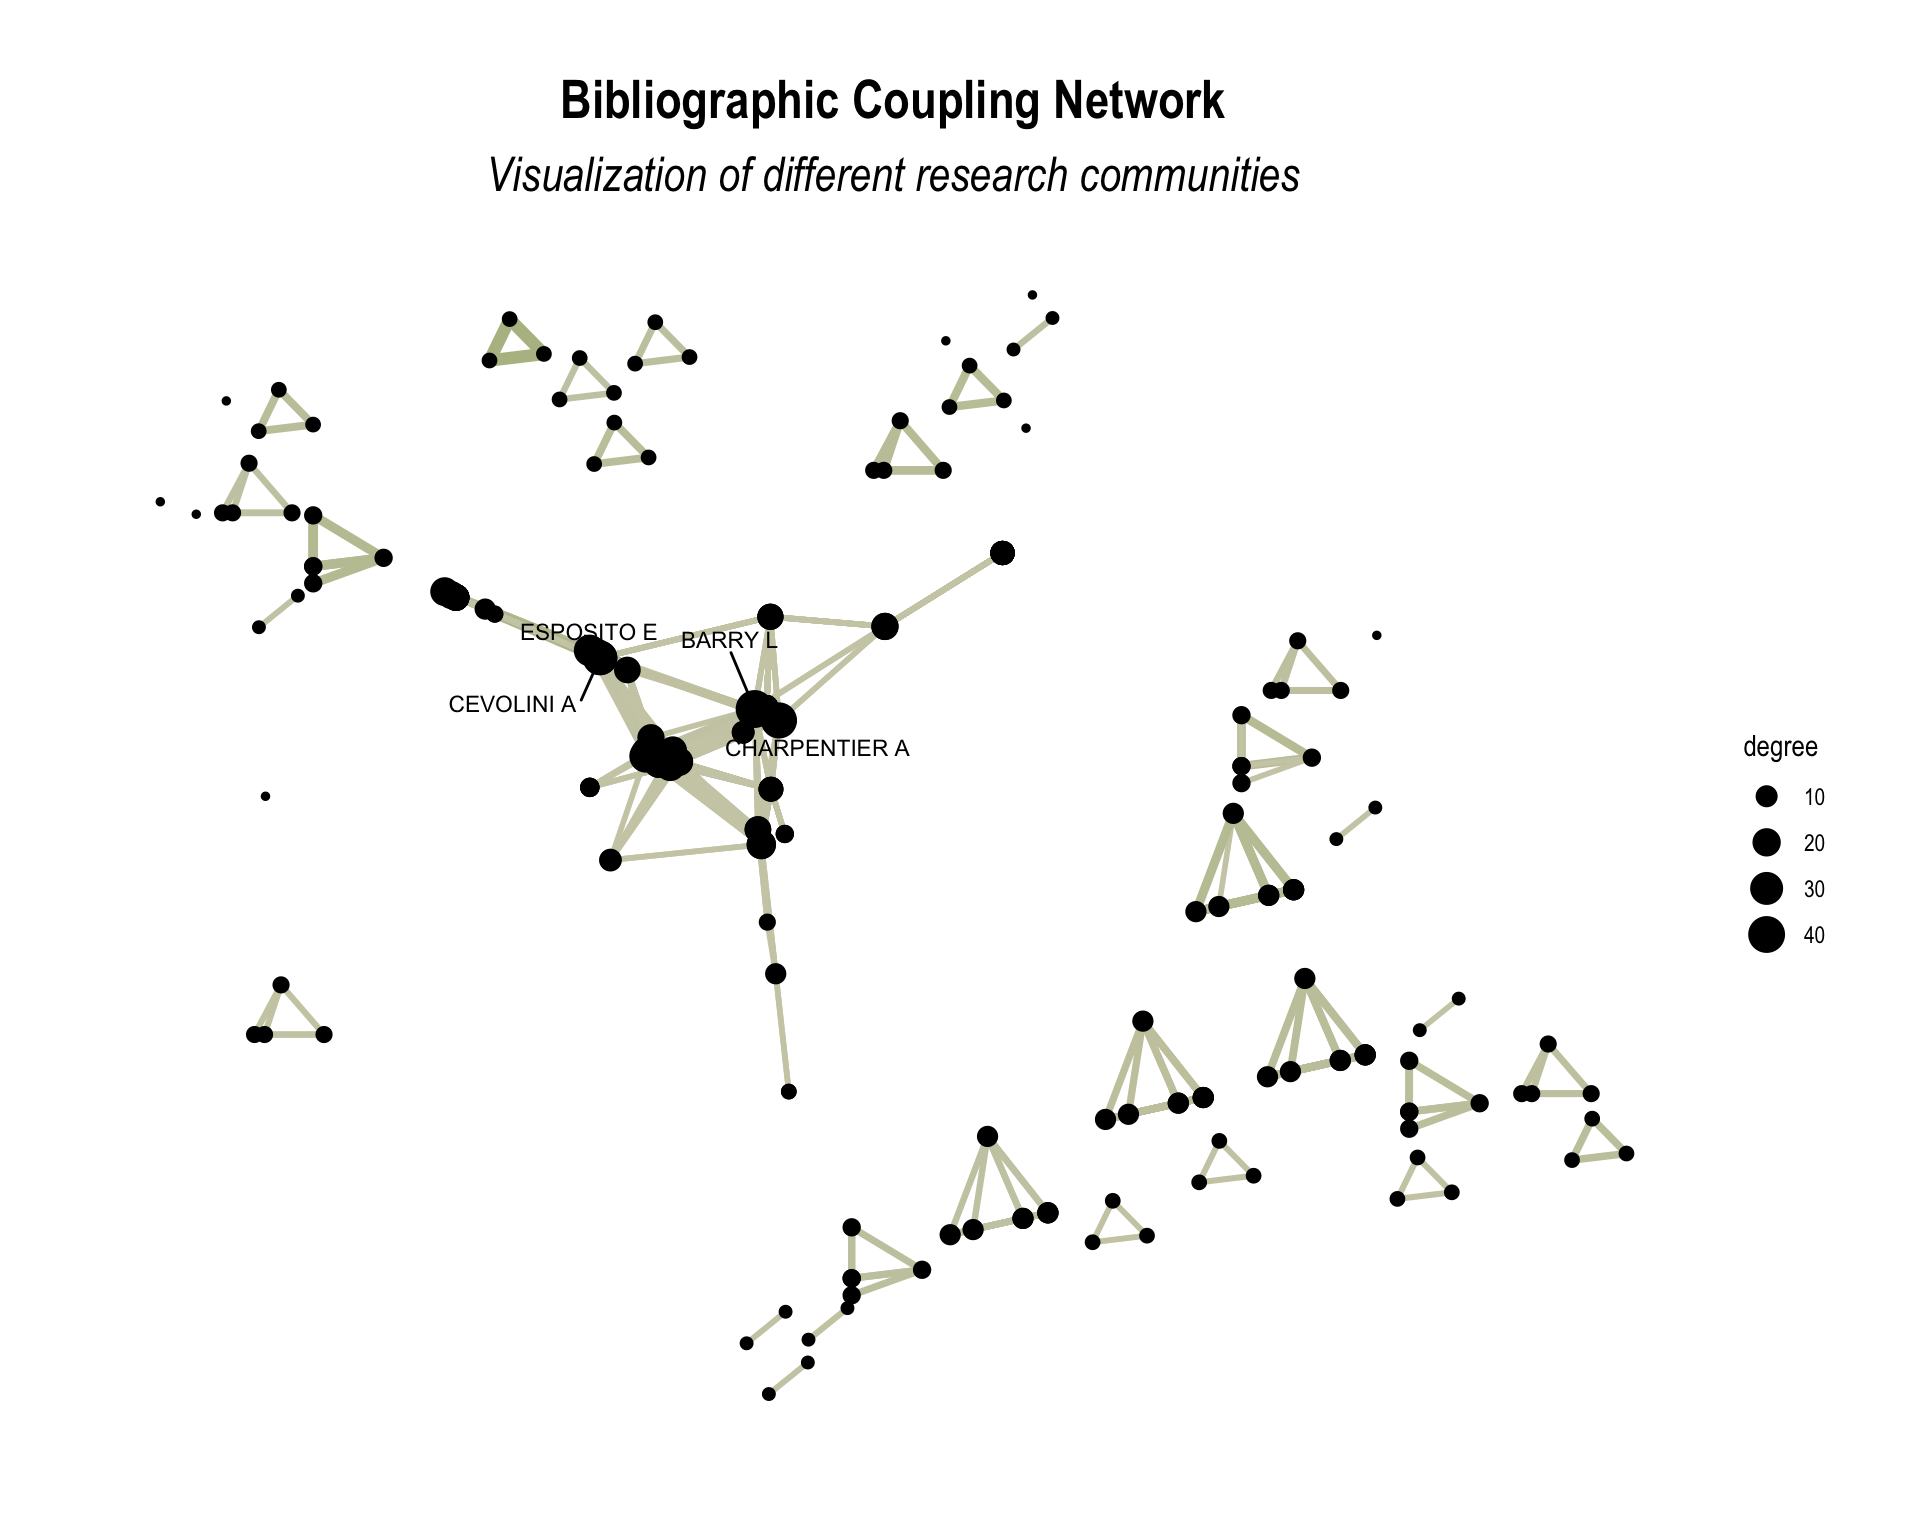 Bibliographic Coupling Network
Visualization of different research communities
ESPOSITO E
BARRY L
CEVOLINI A
CHARPENTIER A
degree
10
20
30
40